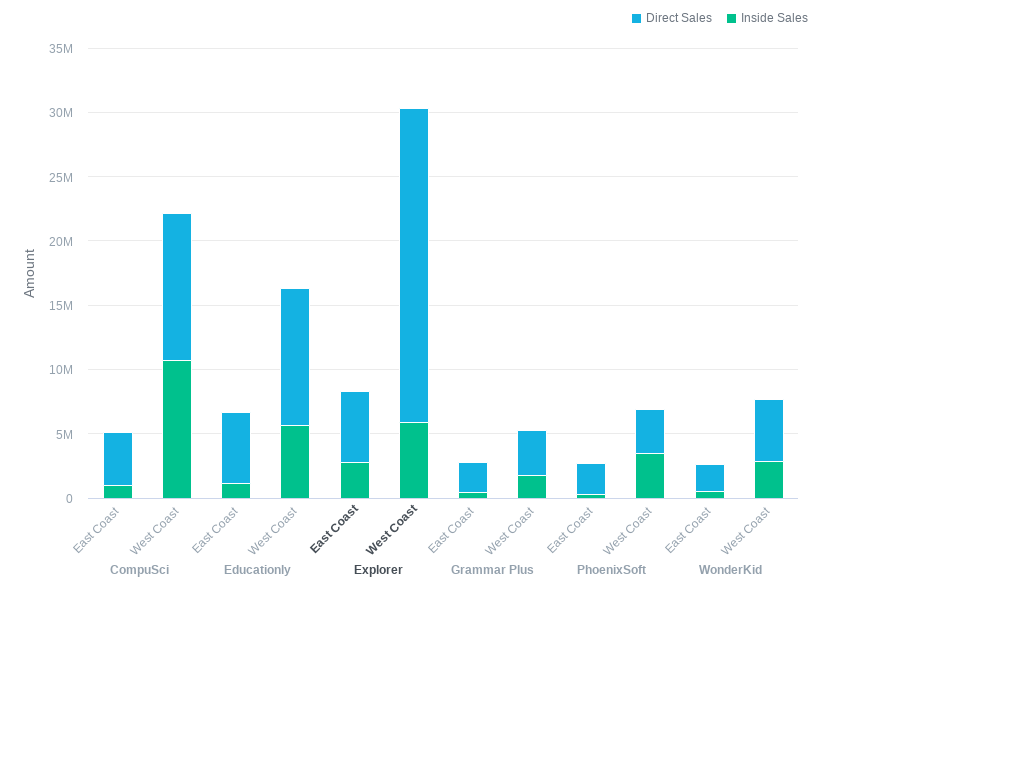 Direct Sales Inside Sales
35M
30M
25M
20M
15M
10M
5M
0
Amount
East Coast West Coast East Coast West Coast East Coast West Coast East Coast West Coast East Coast West Coast East Coast West Coast
CompuSci Educationly Explorer Grammar Plus PhoenixSoft WonderKid